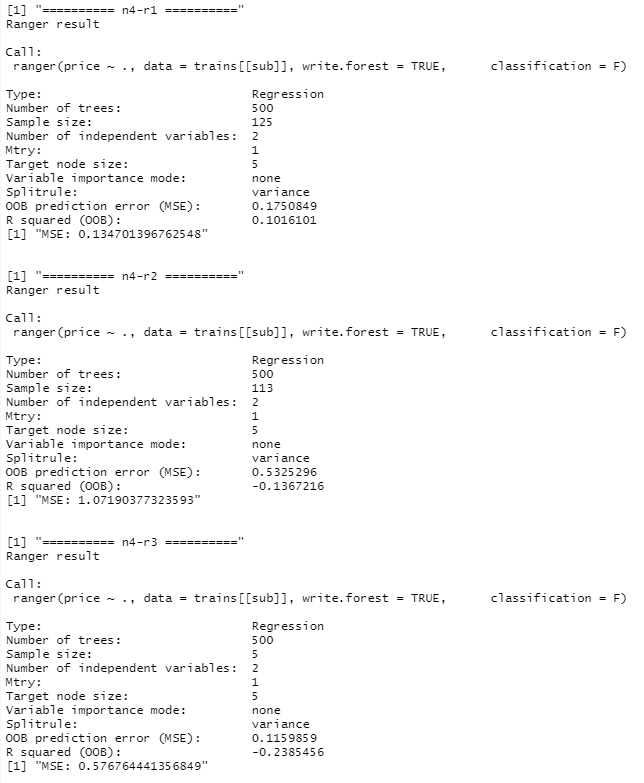 [1] "========== n4-r1 =========="
Ranger result
Call:
ranger(price ~ ., data = trains[[sub]], write.forest = TRUE,      classification = F)
Type:                             Regression
Number of trees:                  500
Sample size:                      125
Number of independent variables:  2
Mtry:                             1
Target node size:                 5
Variable importance mode:         none
Splitrule:                        variance
OOB prediction error (MSE):       0.1750849
R squared (OOB):                  0.1016101
[1] "MSE: 0.134701396762548"
[1] "========== n4-r2 =========="
Ranger result
Call:
ranger(price ~ ., data = trains[[sub]], write.forest = TRUE,      classification = F)
Type:                             Regression
Number of trees:                  500
Sample size:                      113
Number of independent variables:  2
Mtry:                             1
Target node size:                 5
Variable importance mode:         none
Splitrule:                        variance
OOB prediction error (MSE):       0.5325296
R squared (OOB):                  -0.1367216
[1] "MSE: 1.07190377323593"
[1] "========== n4-r3 =========="
Ranger result
Call:
ranger(price ~ ., data = trains[[sub]], write.forest = TRUE,      classification = F)
Type:                             Regression
Number of trees:                  500
Sample size:                      5
Number of independent variables:  2
Mtry:                             1
Target node size:                 5
Variable importance mode:         none
Splitrule:                        variance
OOB prediction error (MSE):       0.1159859
R squared (OOB):                  -0.2385456
[1] "MSE: 0.576764441356849"